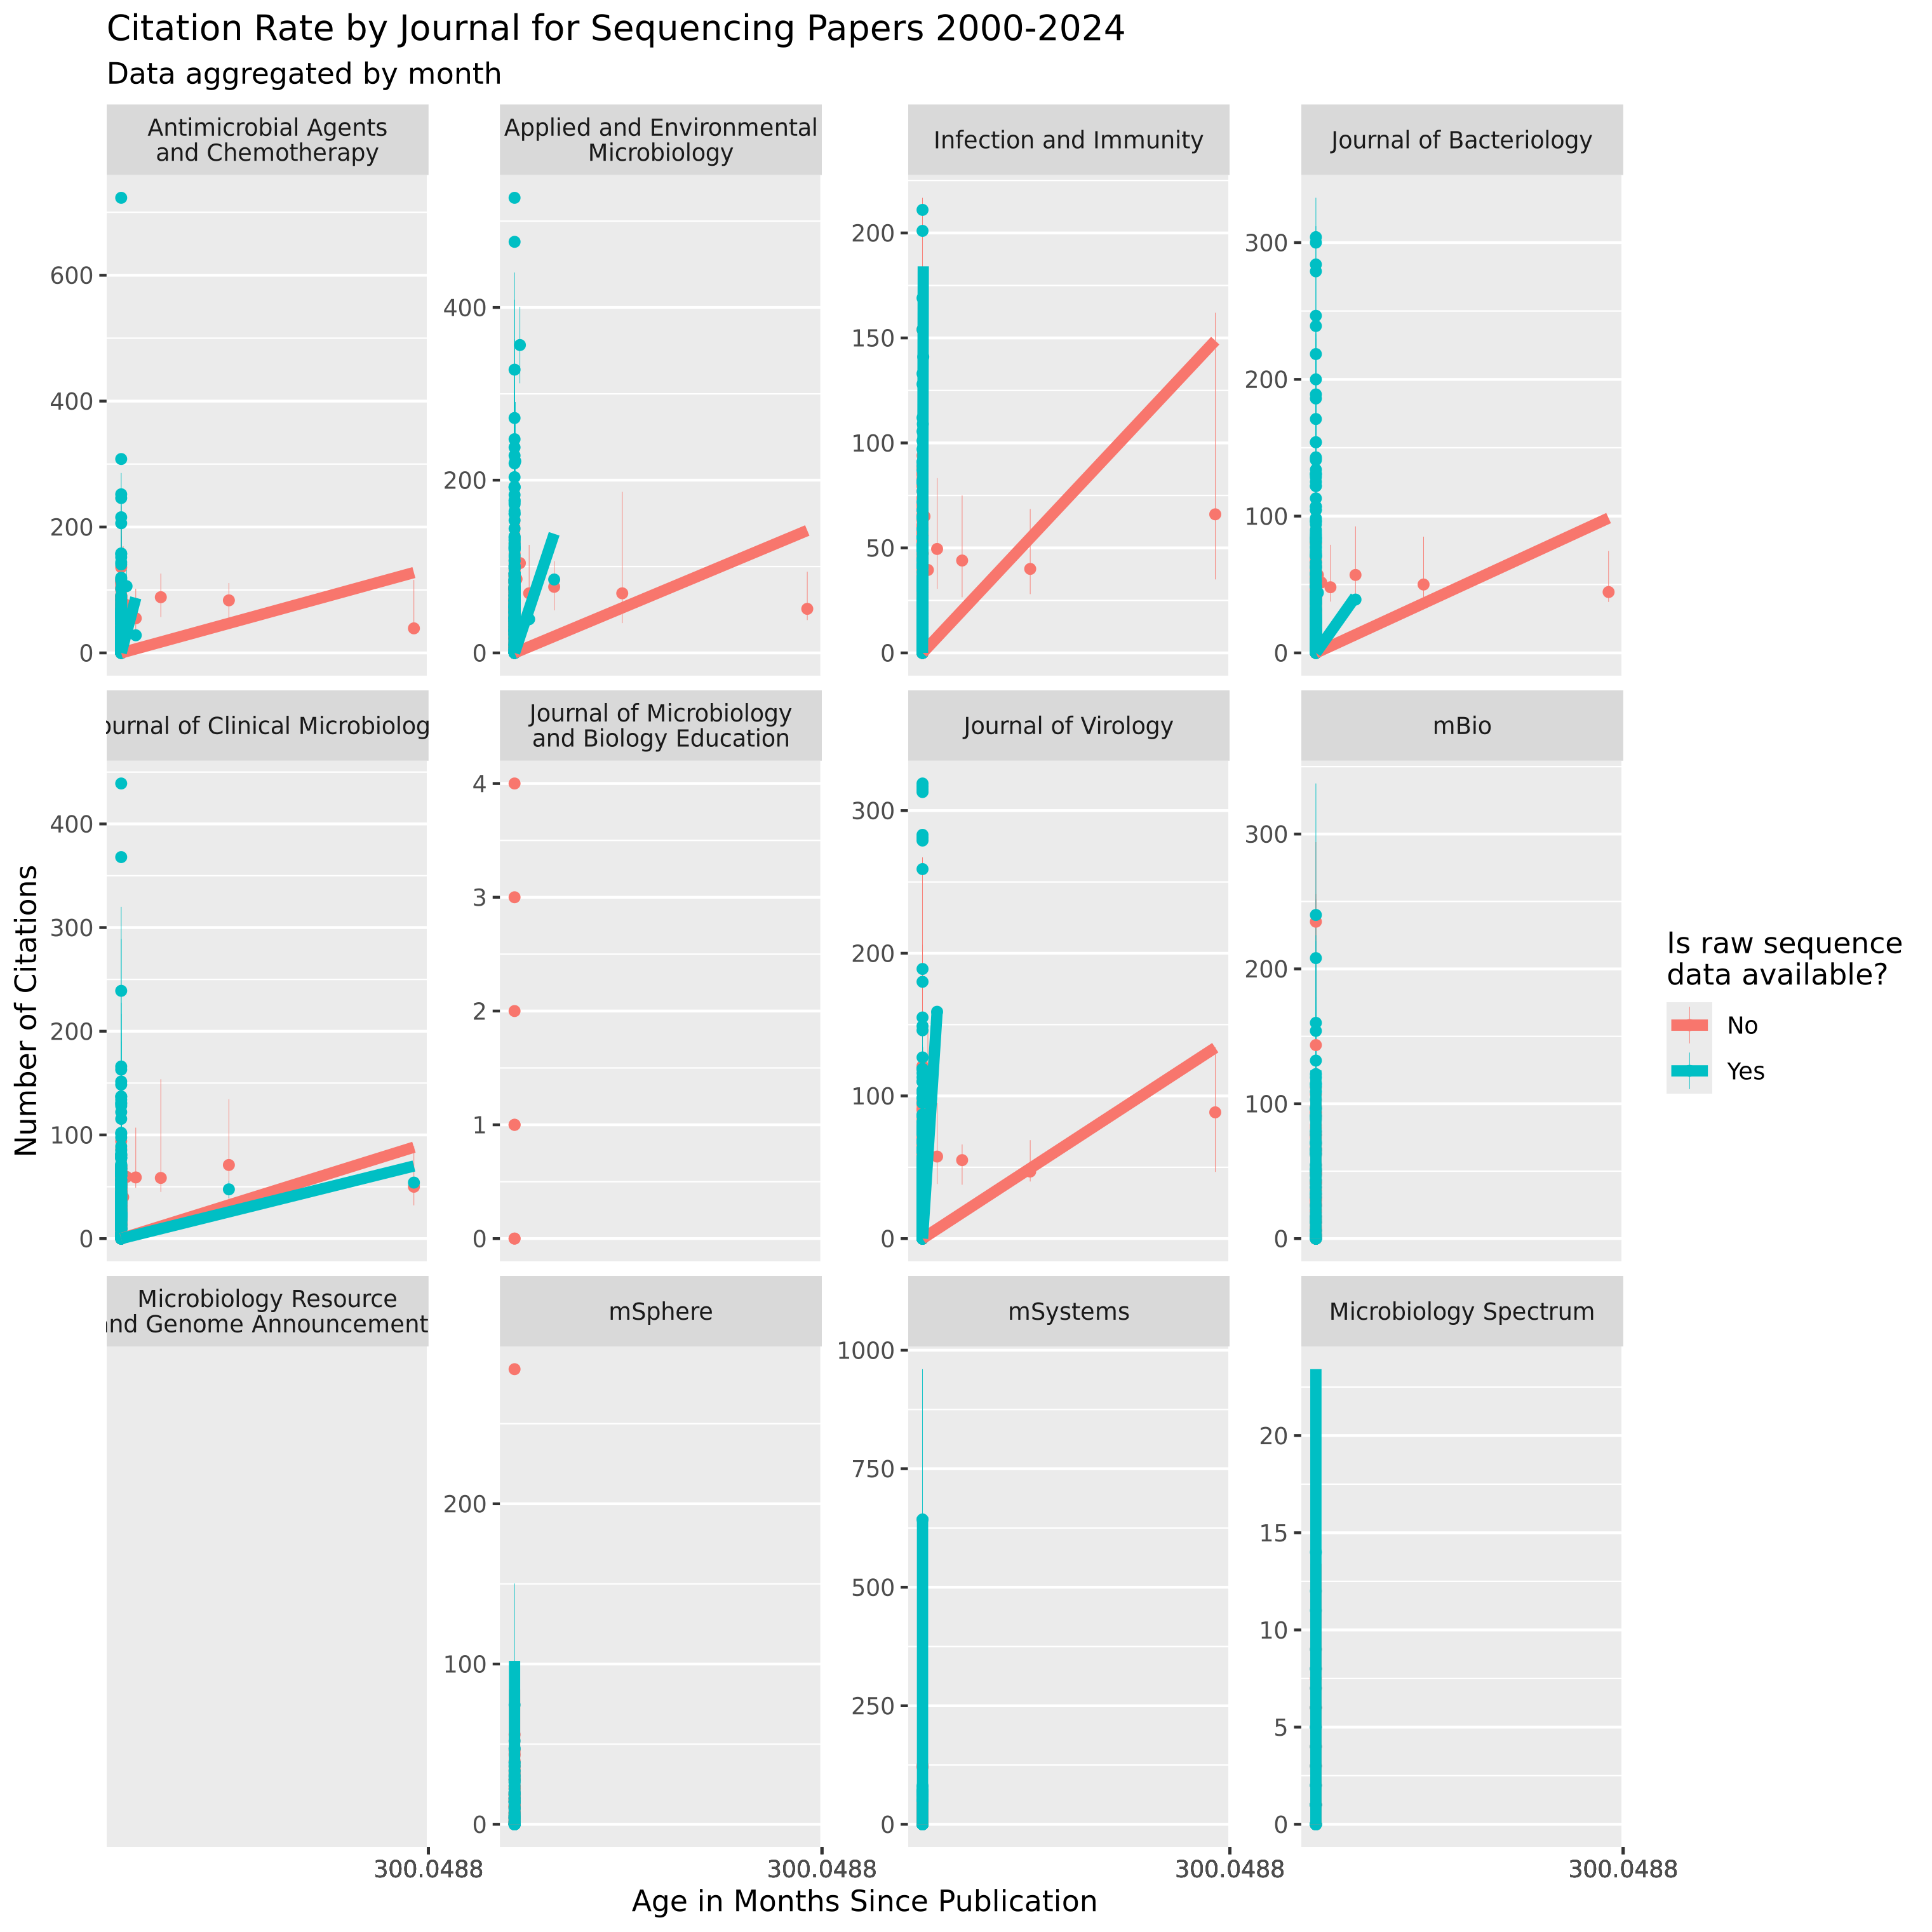 Citation Rate by Journal for Sequencing Papers 2000-2024
Data aggregated by month
Antimicrobial Agents
and Chemotherapy
Applied and Environmental
Microbiology
Infection and Immunity
Journal of Bacteriology
600
400
200
0
400
200
0
200
150
100
50
0
300
200
100
0
ournal of Clinical Microbiolog
Journal of Microbiology
and Biology Education
Journal of Virology
mBio
400
300
200
100
0
4
3
2
1
0
300
200
100
0
300
200
100
0
Microbiology Resource
nd Genome Announcement
mSphere
mSystems
Microbiology Spectrum
200
100
0
1000
750
500
250
0
20
15
10
5
0
300.0488
300.0488
300.0488
300.0488
Age in Months Since Publication
Number of Citations
Is raw sequence
data available?
No
Yes